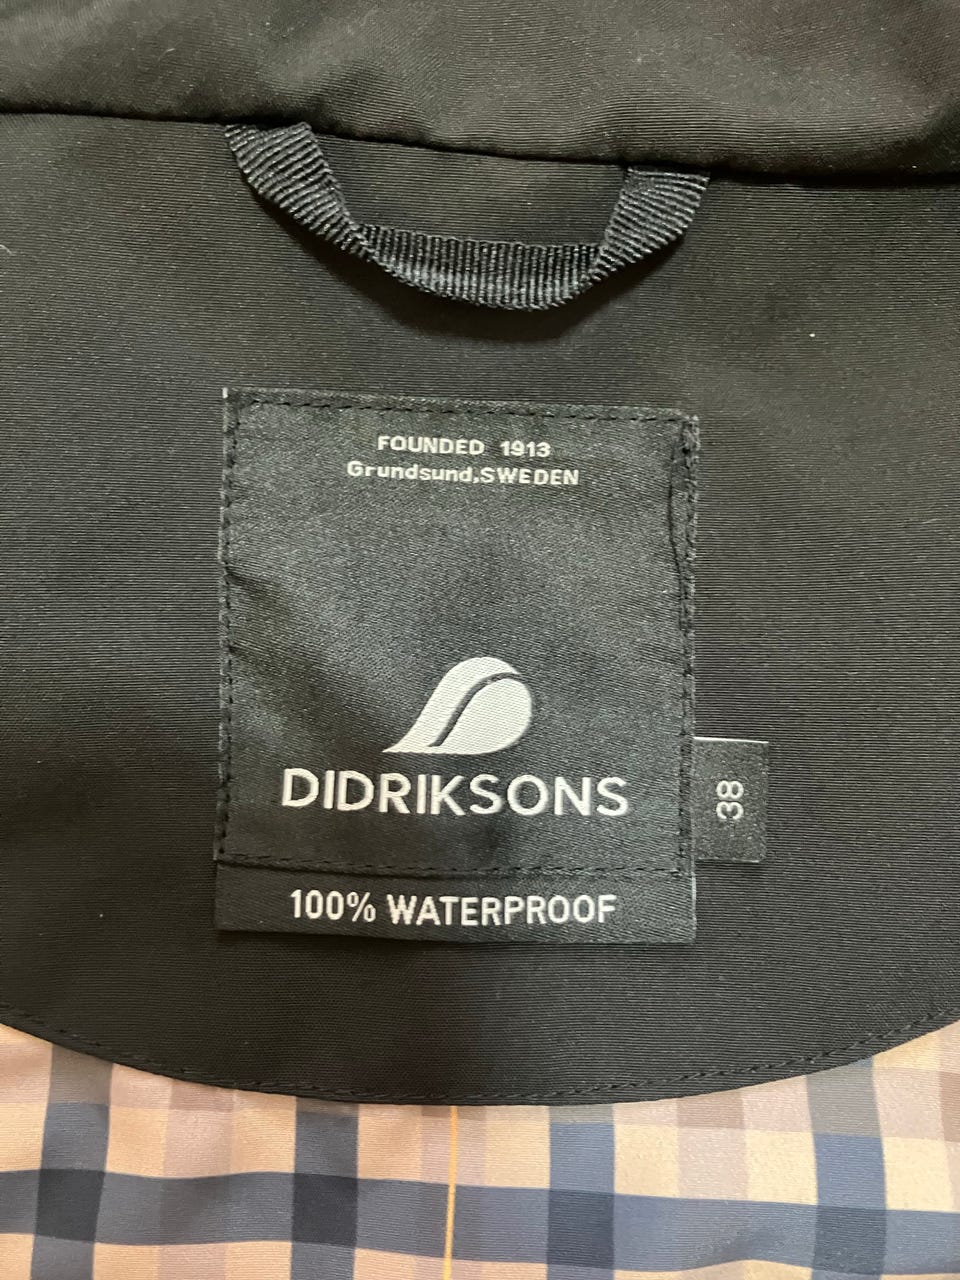 FOUNDED 1913
Grundsund,SWEDEN
DIDRIKSONS
38
100% WATERPROOF